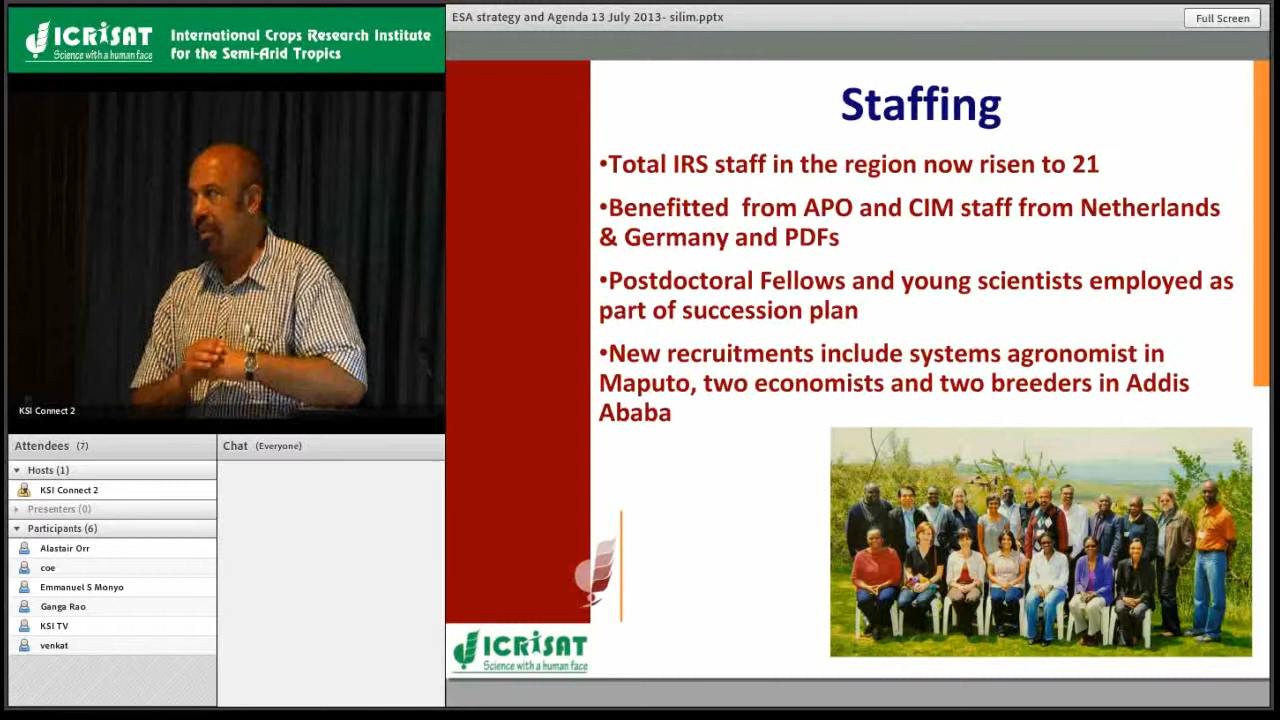 ICRISAT
Science with a human face
International Crops Research Institute
for the Semi-Arid Tropics
KSI Connect 2
Attendees (7)
Hosts (1)
KSI Connect 2
Presenters (0)
Participants (6)
Alastair Orr
coe
Emmanuel S Monyo
Ganga Rao
KSI TV
venkat
Chat (Everyone)
ESA strategy and Agenda 13 July 2013- silim.pptx
Full Screen
Staffing
•Total IRS staff in the region now risen to 21
•Benefitted  from APO and CIM staff from Netherlands
& Germany and PDFs
•Postdoctoral Fellows and young scientists employed as
part of succession plan
•New recruitments include systems agronomist in
Maputo, two economists and two breeders in Addis
Ababa
ICRISAT
Science with a human face